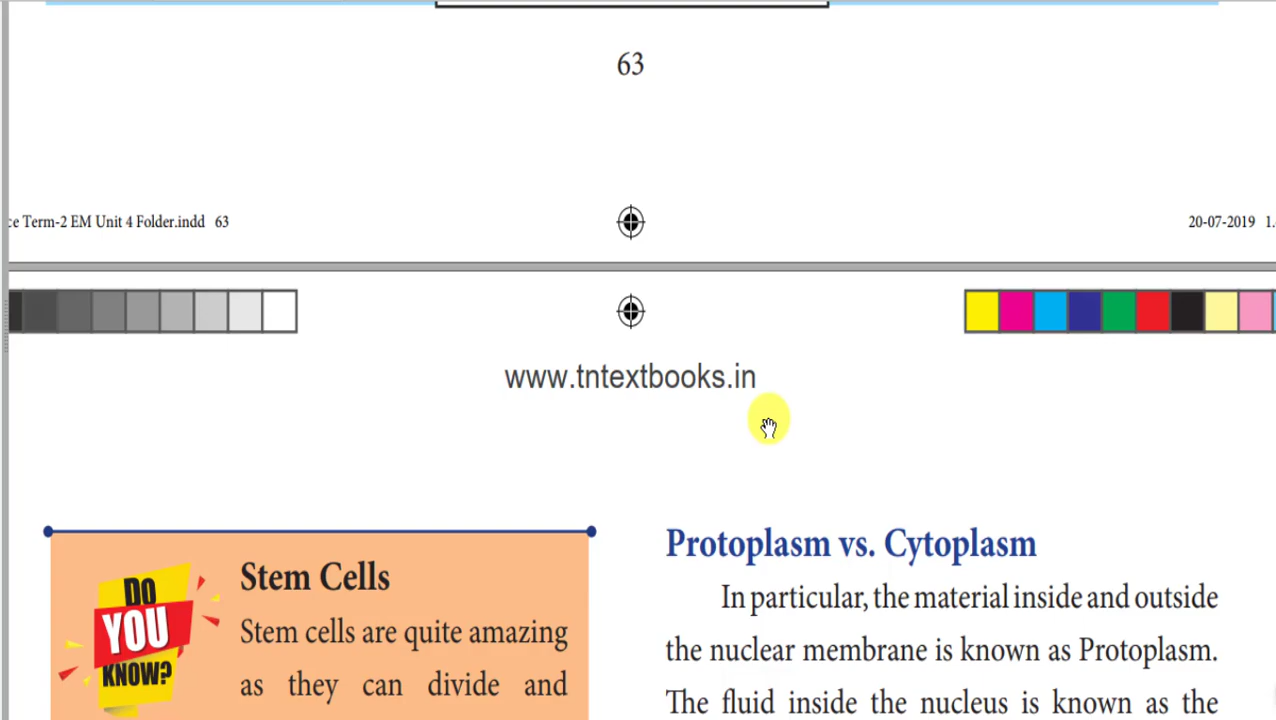 63
ce Term-2 EM Unit 4 Folder.indd 63
20-07-2019 1.
www.tntextbooks.in
DO
YOU
KNOW?
Stem Cells
Stem cells are quite amazing
as they can divide and
Protoplasm vs. Cytoplasm
In particular, the material inside and outside
the nuclear membrane is known as Protoplasm.
The fluid inside the nucleus is known as the